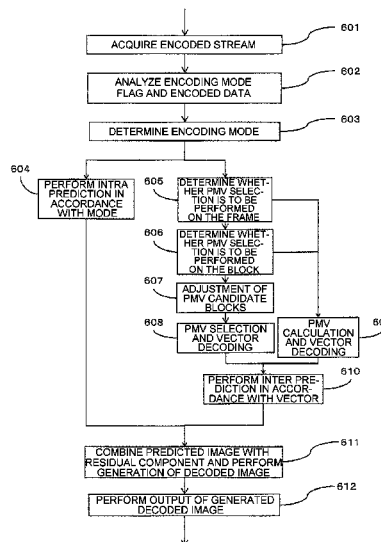 601
ACQUIRE ENCODED STREAM
602
ANALYZE ENCODING MODE
FLAG AND ENCODED DATA
603
DETERMINE ENCODING MODE
604
PERFORM INTRA
PREDICTION IN
ACCORDANCE
WITH MODE
605
DETERMINE WHET-
HER PMV SELEC-
TION IS TO BE
PERFORMED
ON THE FRAME
606
DETERMINE WHET-
HER PMV SELEC-
TION IS TO BE
PERFORMED
ON THE BLOCK
607
ADJUSTMENT OF
PMV CANDIDATE
BLOCKS
608
PMV SELECTION
AND VECTOR
DECODING
PMV CALCULATION
AND VECTOR
DECODING
610
PERFORM INTER PRE-
DICTION IN ACCOR-
DANCE WITH VECTOR
COMBINE PREDICTED IMAGE WITH
RESIDUAL COMPONENT AND PERFORM
GENERATION OF DECODED IMAGE
611
PERFORM OUTPUT OF GENERATED
DECODED IMAGE
612